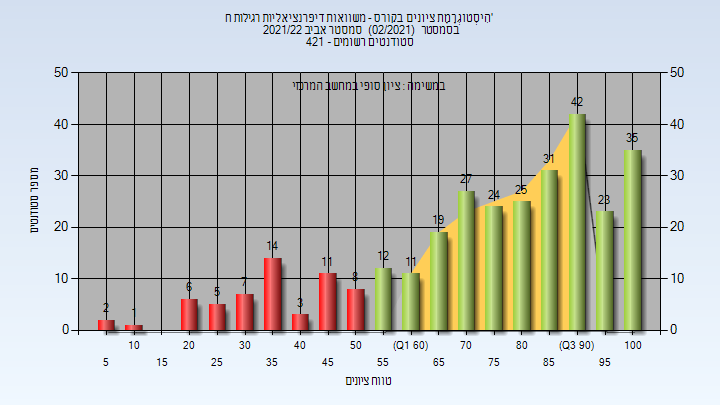 היסטוגרמת ציונים בקורס - משוואות דיפרנציאליות רגילות ח'
בסמסטר (02/2021) סמסטר אביב 2021/22
סטודנטים רשומים - 421
במשימה : ציון סופי במחשב המרכזי
50 50
40 40
30 30
20 20
10 10
0 0
2 1 6 5 7 14 3 11 8 12 11 19 27 24 25 31 42 23 35
מספר סטודנטים
10 20 30 40 50 (Q1 60) 70 80 (Q3 90) 100
5 15 25 35 45 55 65 75 85 95
טווח ציונים